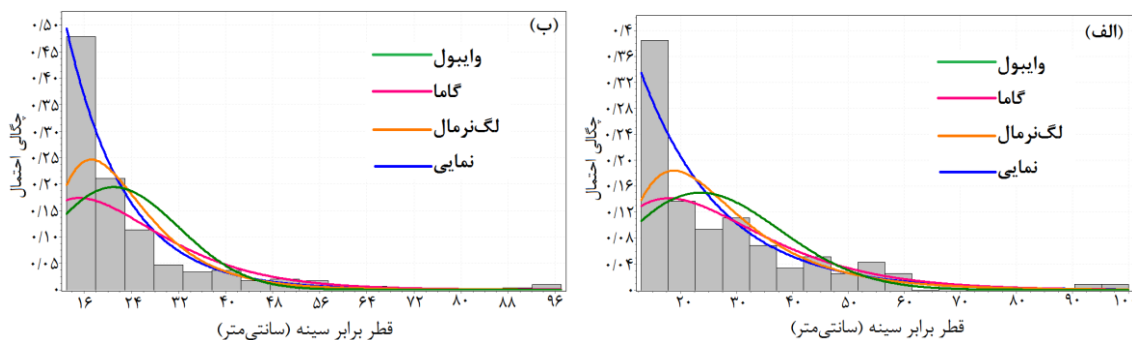 (الف)
وایبول
گاما
لگ‌نرمال
نمایی
چگالی احتمال
۰/۴
۰/۳۶
۰/۳۲
۰/۲۸
۰/۲۴
۰/۲۰
۰/۱۶
۰/۱۲
۰/۰۸
۰/۰۴
۰
۲۰ ۳۰ ۴۰ ۵۰ ۶۰ ۷۰ ۸۰ ۹۰ ۱۰۰
قطر برابر سینه (سانتی‌متر)
(ب)
وایبول
گاما
لگ‌نرمال
نمایی
چگالی احتمال
۰/۵۰
۰/۴۵
۰/۴۰
۰/۳۵
۰/۳۰
۰/۲۵
۰/۲۰
۰/۱۵
۰/۱۰
۰/۰۵
۰
۱۶ ۲۴ ۳۲ ۴۰ ۴۸ ۵۶ ۶۴ ۷۲ ۸۰ ۸۸ ۹۶
قطر برابر سینه (سانتی‌متر)